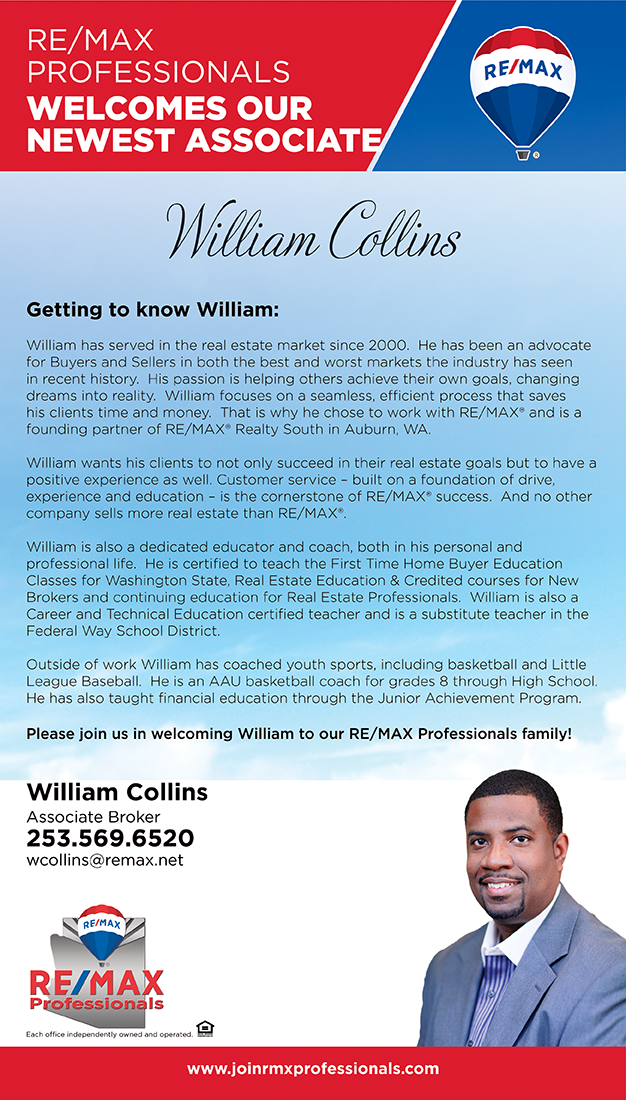 RE/MAX
PROFESSIONALS
WELCOMES OUR
NEWEST ASSOCIATE
RE/MAX
®
William Collins
Getting to know William:
William has served in the real estate market since 2000.  He has been an advocate
for Buyers and Sellers in both the best and worst markets the industry has seen
in recent history.  His passion is helping others achieve their own goals, changing
dreams into reality.  William focuses on a seamless, efficient process that saves
his clients time and money.  That is why he chose to work with RE/MAX® and is a
founding partner of RE/MAX® Realty South in Auburn, WA.
William wants his clients to not only succeed in their real estate goals but to have a
positive experience as well. Customer service – built on a foundation of drive,
experience and education – is the cornerstone of RE/MAX® success.  And no other
company sells more real estate than RE/MAX®.
William is also a dedicated educator and coach, both in his personal and
professional life.  He is certified to teach the First Time Home Buyer Education
Classes for Washington State, Real Estate Education & Credited courses for New
Brokers and continuing education for Real Estate Professionals.  William is also a
Career and Technical Education certified teacher and is a substitute teacher in the
Federal Way School District.
Outside of work William has coached youth sports, including basketball and Little
League Baseball.  He is an AAU basketball coach for grades 8 through High School.
He has also taught financial education through the Junior Achievement Program.
Please join us in welcoming William to our RE/MAX Professionals family!
William Collins
Associate Broker
253.569.6520
wcollins@remax.net
RE/MAX
RE/MAX
Professionals
Each office independently owned and operated.
www.joinrmxprofessionals.com